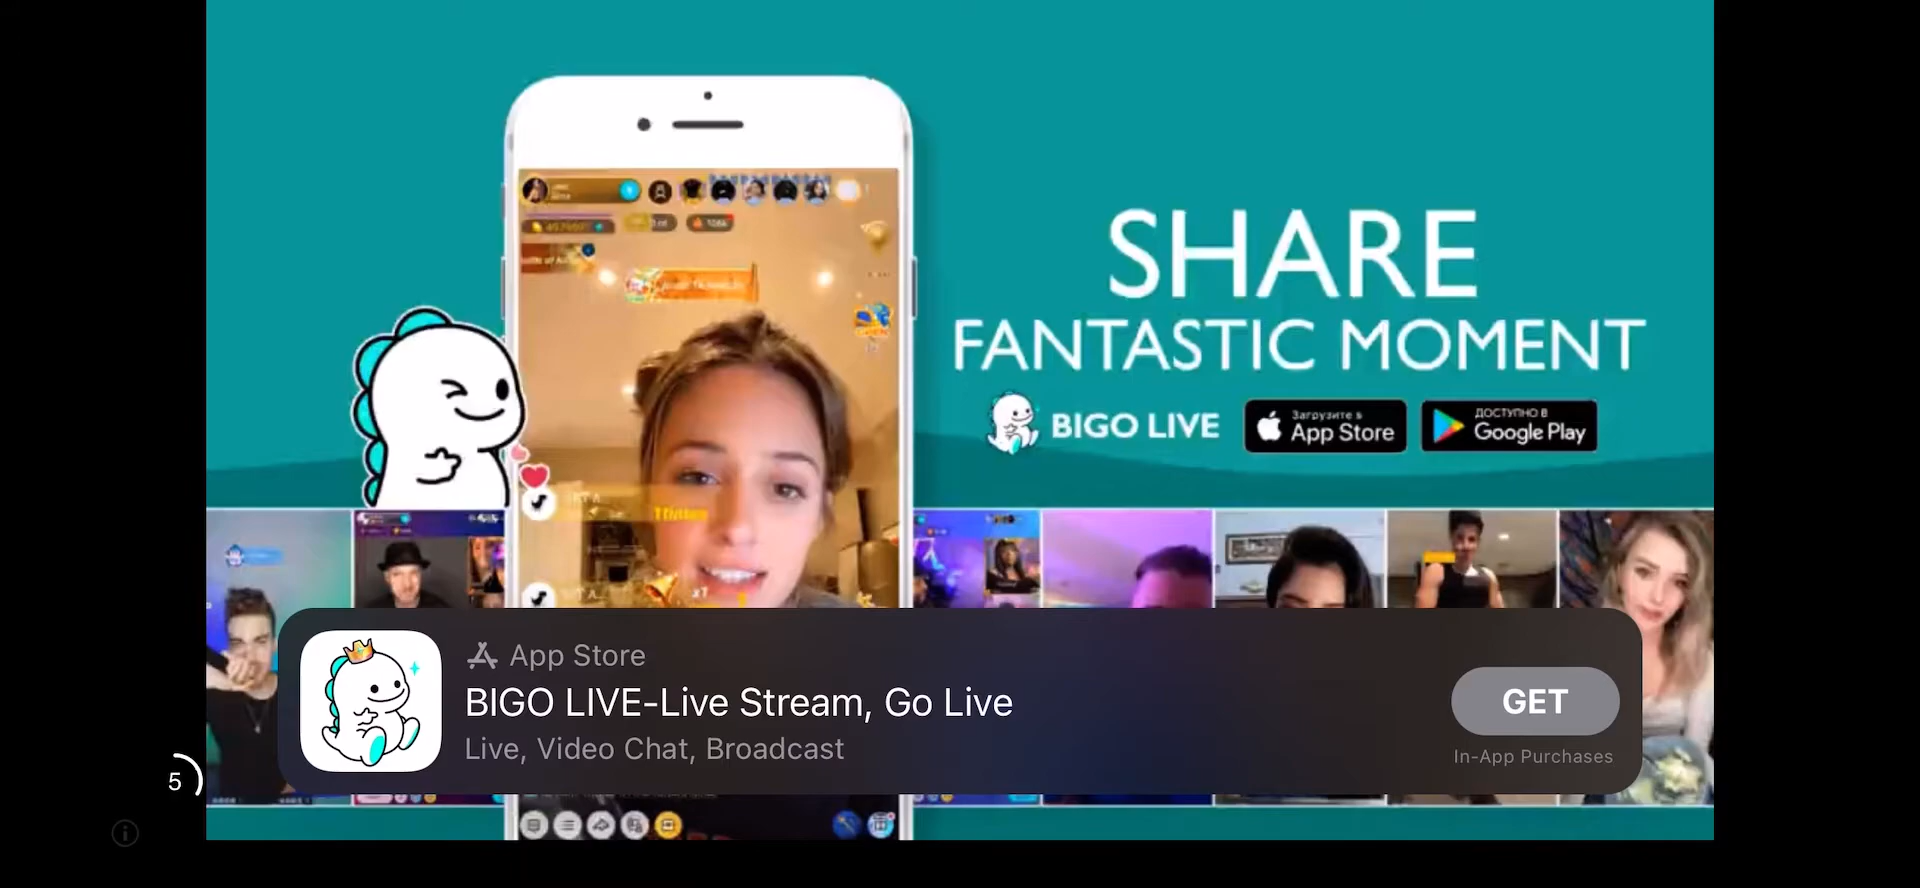 SHARE
FANTASTIC MOMENT
BIGO LIVE
Загрузите в
App Store
ДОСТУПНО В
Google Play
App Store
BIGO LIVE-Live Stream, Go Live
Live, Video Chat, Broadcast
GET
In-App Purchases
5